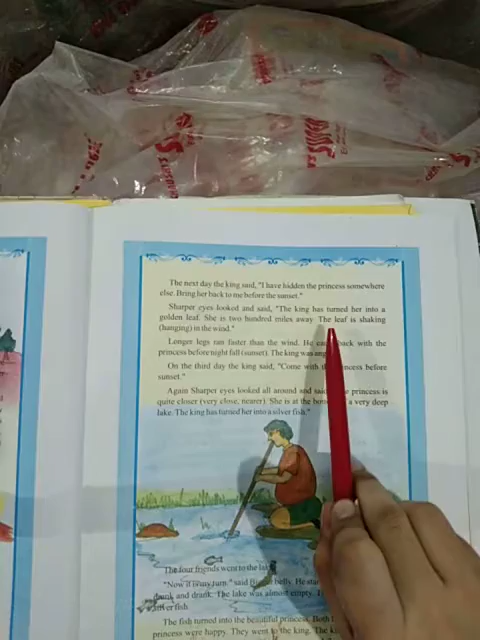 The next day the king said, "I have hidden the princess somewhere
else. Bring her back to me before the sunset."
Sharper eyes looked and said, "The king has turned her into a
golden leaf. She is two hundred miles away. The leaf is shaking
(hanging) in the wind."
Longer legs ran faster than the wind. He back with the
princess before night fall (sunset). The king was
On the third day the king said, "Come with princess before
sunset."
Again Sharper eyes looked all around and princess is
quite closer (very close, nearer). She is at the a very deep
lake. The king has turned her into a silver fish."
The four friends went to the
"Now it is my turn," said belly. He
drunk and drank. The lake was almost empty.
fish.
The fish turned into the beautiful princess. Both
princess were happy. They went to the king. The